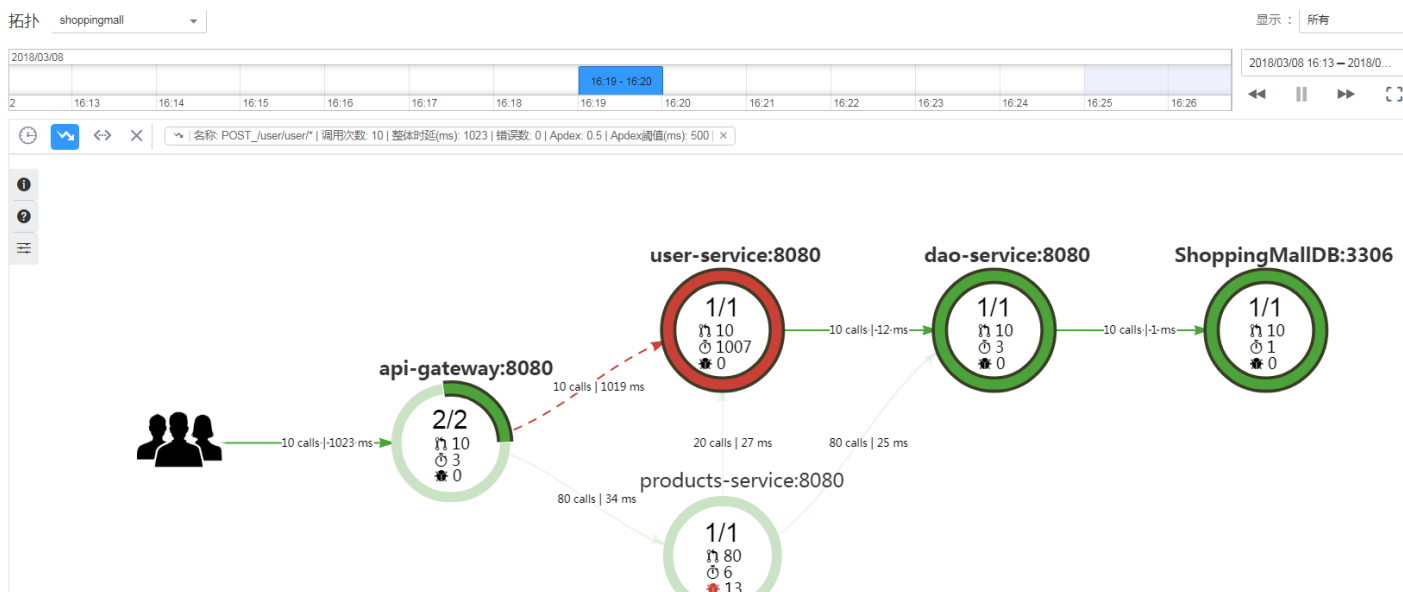 拓扑 shoppingmall 显示 : 所有
2018/03/08
16:19 - 16:20
2018/03/08 16:13 – 2018/0...
2 16:13 16:14 16:15 16:16 16:17 16:18 16:19 16:20 16:21 16:22 16:23 16:24 16:25 16:26
名称: POST_/user/user/* | 调用次数: 10 | 整体时延(ms): 1023 | 错误数: 0 | Apdex: 0.5 | Apdex阈值(ms): 500
user-service:8080
1/1
10
1007
0
dao-service:8080
1/1
10
3
0
ShoppingMallDB:3306
1/1
10
1
0
10 calls | 12 ms
10 calls | 1 ms
api-gateway:8080
2/2
10
3
0
10 calls | 1019 ms
10 calls | 1023 ms
20 calls | 27 ms
80 calls | 25 ms
80 calls | 34 ms
products-service:8080
1/1
80
6
13